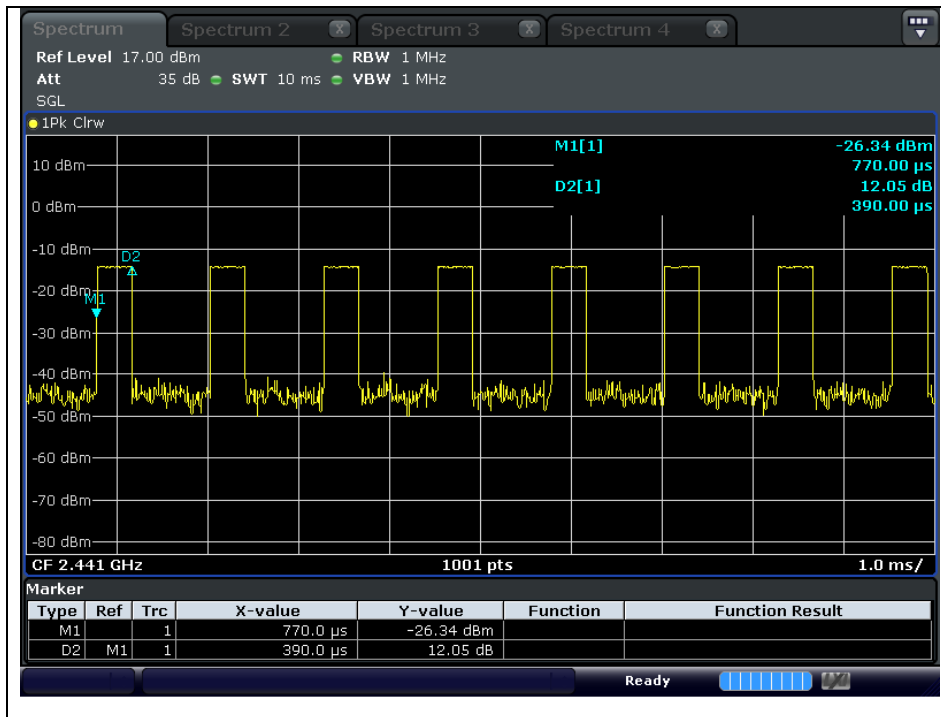 Spectrum Spectrum 2 X Spectrum 3 X Spectrum 4 X
Ref Level 17.00 dBm RBW 1 MHz
Att 35 dB SWT 10 ms VBW 1 MHz
SGL
1Pk Clrw
M1[1] -26.34 dBm
770.00 µs
D2[1] 12.05 dB
390.00 µs
10 dBm
0 dBm
-10 dBm
D2
-20 dBm
M1
-30 dBm
-40 dBm
-50 dBm
-60 dBm
-70 dBm
-80 dBm
CF 2.441 GHz 1001 pts 1.0 ms/
Marker
Type Ref Trc X-value Y-value Function Function Result
M1 1 770.0 µs -26.34 dBm
D2 M1 1 390.0 µs 12.05 dB
Ready